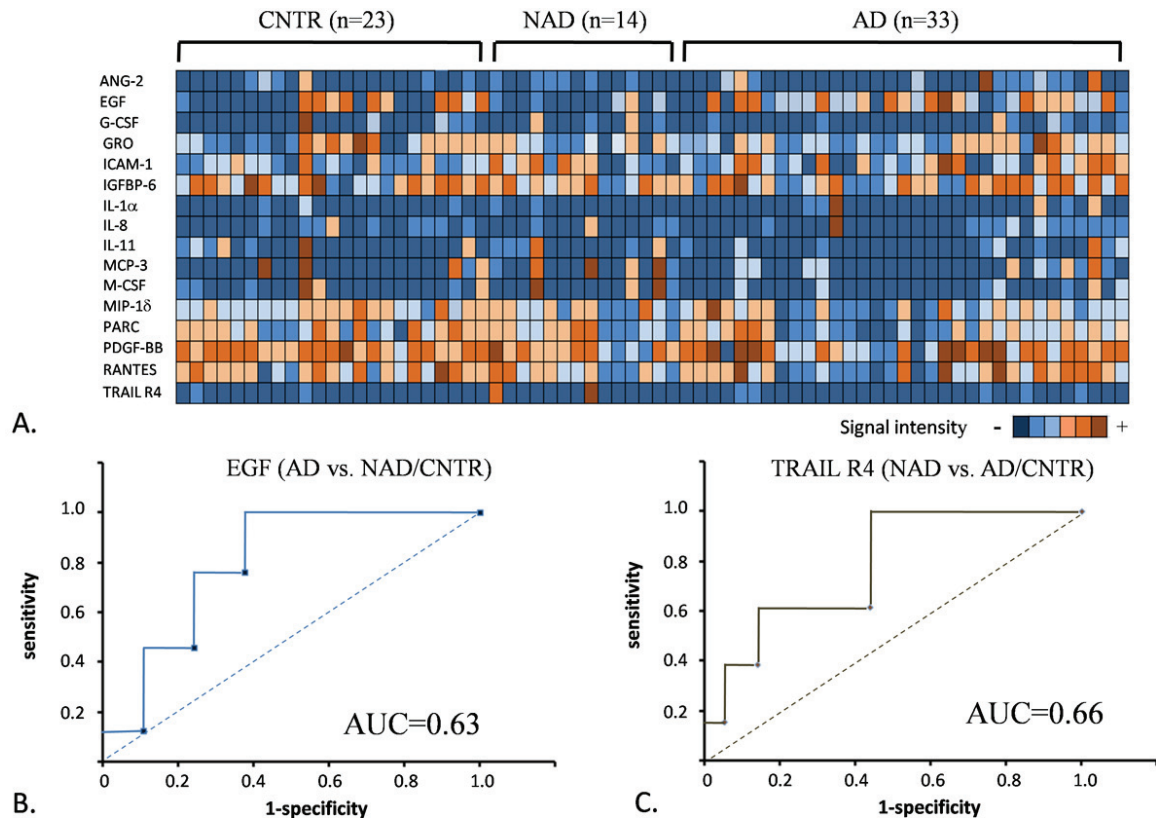 CNTR (n=23) NAD (n=14) AD (n=33)
ANG-2
EGF
G-CSF
GRO
ICAM-1
IGFBP-6
IL-1α
IL-8
IL-11
MCP-3
M-CSF
MIP-1δ
PARC
PDGF-BB
RANTES
TRAIL R4
A.
Signal intensity - +
EGF (AD vs. NAD/CNTR)
1.0
0.8
0.6
0.4
0.2
sensitivity
AUC=0.63
0 0.2 0.4 0.6 0.8 1.0
1-specificity
B.
TRAIL R4 (NAD vs. AD/CNTR)
1.0
0.8
0.6
0.4
0.2
sensitivity
AUC=0.66
0 0.2 0.4 0.6 0.8 1.0
1-specificity
C.